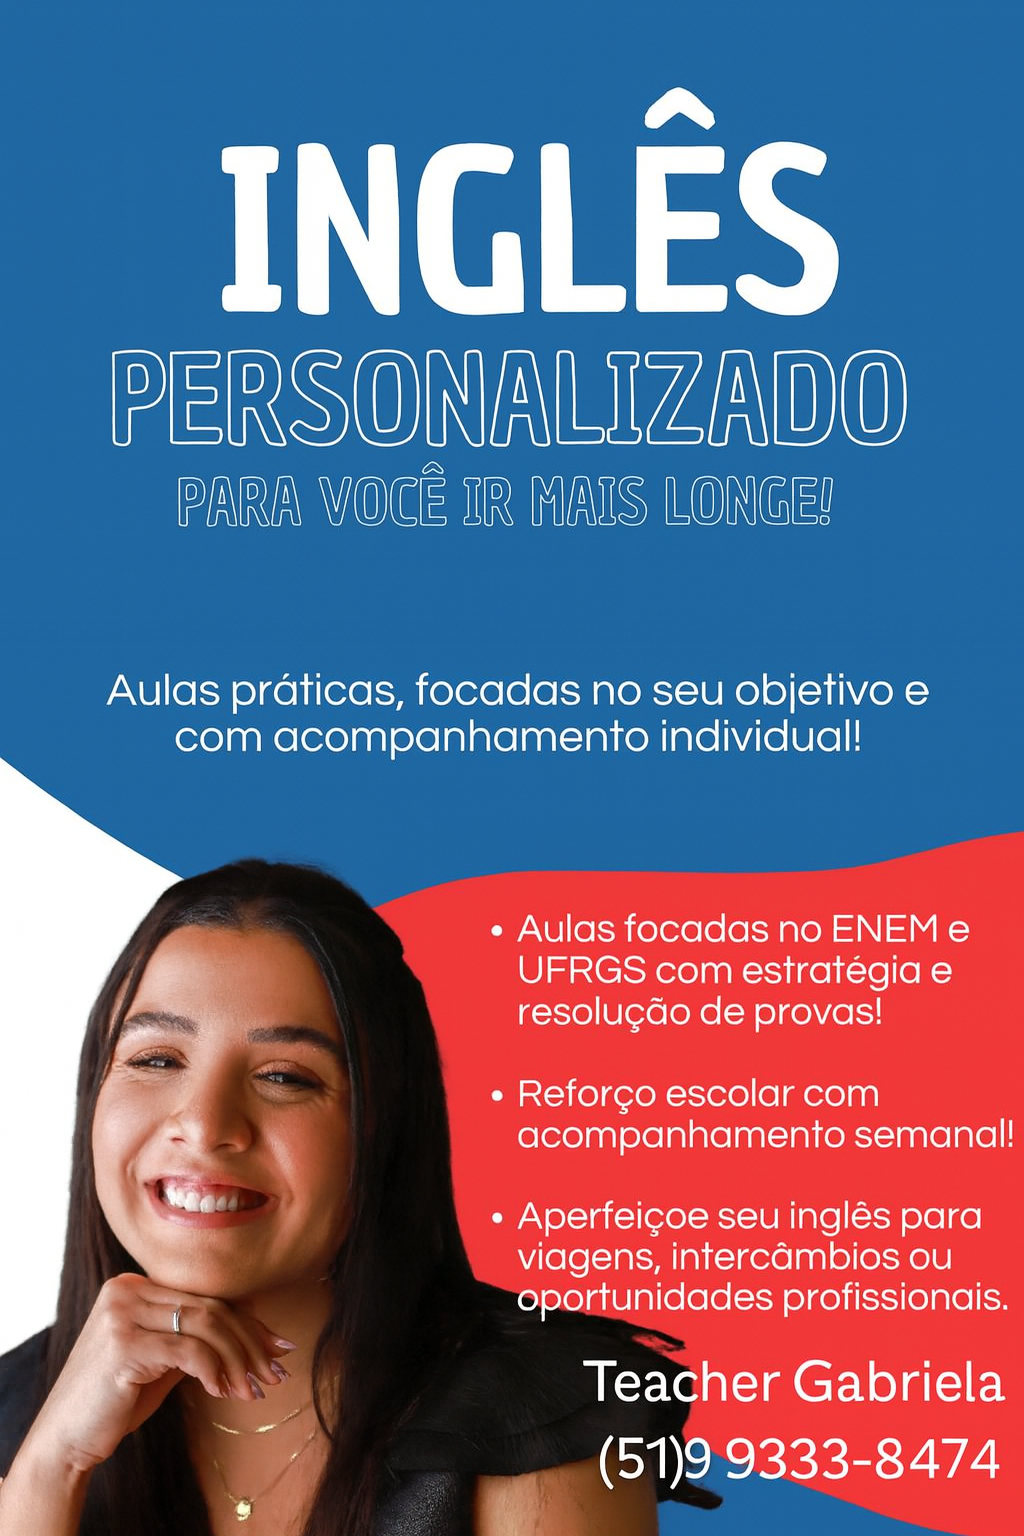 INGLÊS
PERSONALIZADO
PARA VOCÊ IR MAIS LONGE!
Aulas práticas, focadas no seu objetivo e
com acompanhamento individual!
• Aulas focadas no ENEM e
UFRGS com estratégia e
resolução de provas!
• Reforço escolar com
acompanhamento semanal!
• Aperfeiçoe seu inglês para
viagens, intercâmbios ou
oportunidades profissionais.
Teacher Gabriela
(51)9 9333-8474